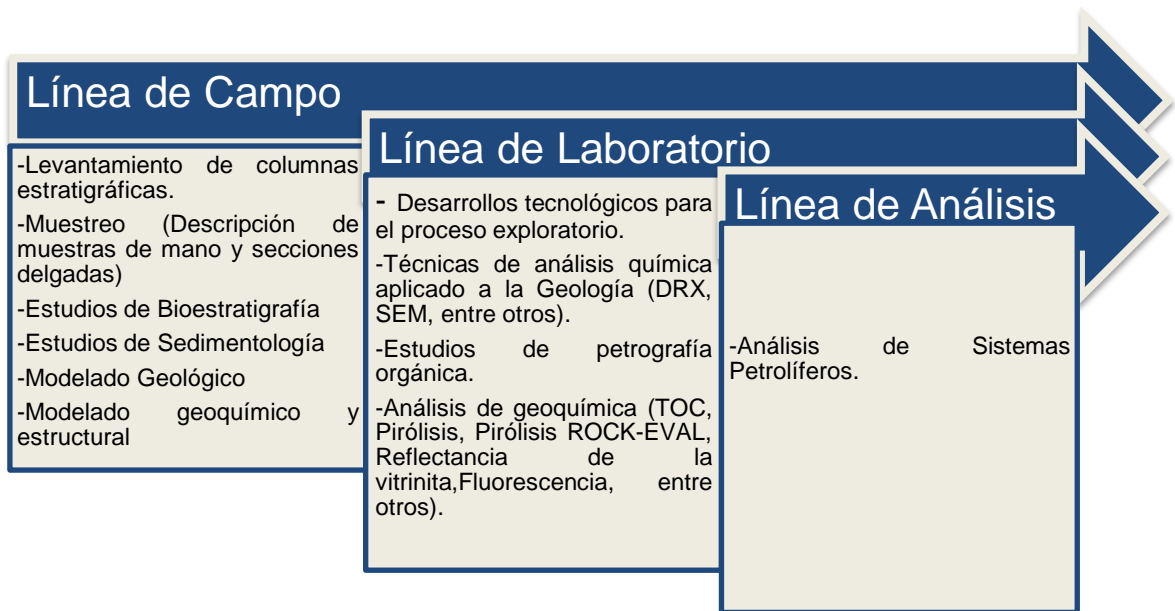 Línea de Campo
-Levantamiento de columnas
estratigráficas.
-Muestreo (Descripción de
muestras de mano y secciones
delgadas)
-Estudios de Bioestratigrafía
-Estudios de Sedimentología
-Modelado Geológico
-Modelado geoquímico y
estructural
Línea de Laboratorio
- Desarrollos tecnológicos para
el proceso exploratorio.
-Técnicas de análisis química
aplicado a la Geología (DRX,
SEM, entre otros).
-Estudios de petrografía
orgánica.
-Análisis de geoquímica (TOC,
Pirólisis, Pirólisis ROCK-EVAL,
Reflectancia de la
vitrinita,Fluorescencia, entre
otros).
Línea de Análisis
-Análisis de Sistemas
Petrolíferos.